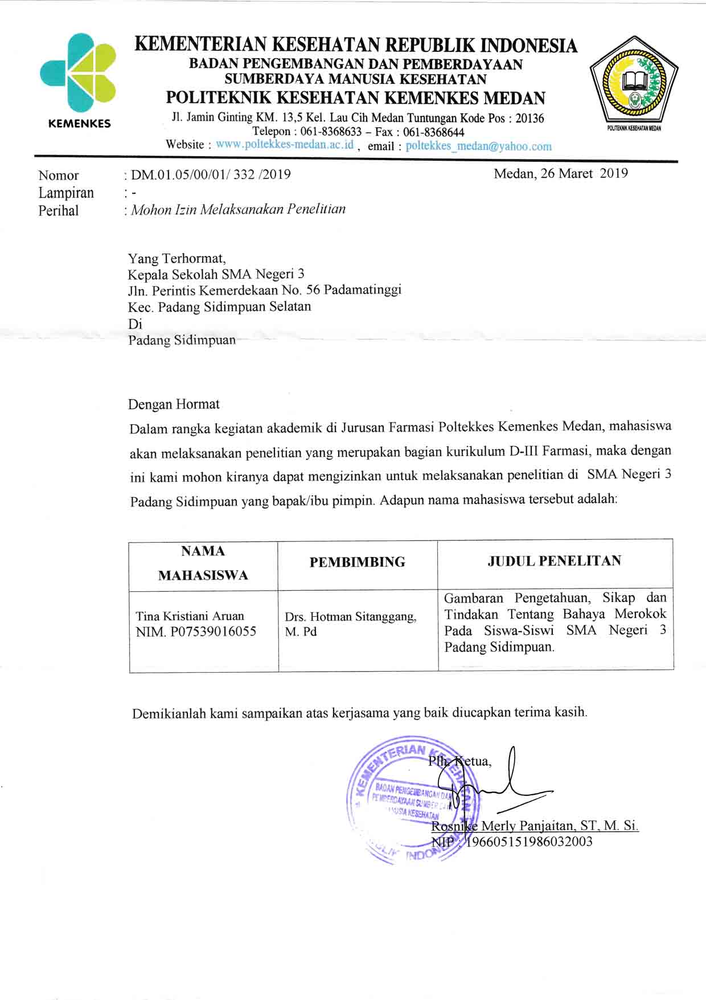 KEMENKES
KEMENTERIAN KESEHATAN REPUBLIK INDONESIA
BADAN PENGEMBANGAN DAN PEMBERDAYAAN
SUMBERDAYA MANUSIA KESEHATAN
POLITEKNIK KESEHATAN KEMENKES MEDAN
Jl. Jamin Ginting KM. 13,5 Kel. Lau Cih Medan Tuntungan Kode Pos : 20136
Telepon : 061-8368633 – Fax : 061-8368644
Website : www.poltekkes-medan.ac.id , email : poltekkes_medan@yahoo.com
POLITEKNIK KESEHATAN MEDAN
Nomor : DM.01.05/00/01/ 332 /2019 Medan, 26 Maret 2019
Lampiran : -
Perihal : Mohon Izin Melaksanakan Penelitian
Yang Terhormat,
Kepala Sekolah SMA Negeri 3
Jln. Perintis Kemerdekaan No. 56 Padamatinggi
Kec. Padang Sidimpuan Selatan
Di
Padang Sidimpuan
Dengan Hormat
Dalam rangka kegiatan akademik di Jurusan Farmasi Poltekkes Kemenkes Medan, mahasiswa
akan melaksanakan penelitian yang merupakan bagian kurikulum D-III Farmasi, maka dengan
ini kami mohon kiranya dapat mengizinkan untuk melaksanakan penelitian di SMA Negeri 3
Padang Sidimpuan yang bapak/ibu pimpin. Adapun nama mahasiswa tersebut adalah:
NAMA
MAHASISWA
PEMBIMBING
JUDUL PENELITAN
Tina Kristiani Aruan
NIM. P07539016055
Drs. Hotman Sitanggang,
M. Pd
Gambaran Pengetahuan, Sikap dan
Tindakan Tentang Bahaya Merokok
Pada Siswa-Siswi SMA Negeri 3
Padang Sidimpuan.
Demikianlah kami sampaikan atas kerjasama yang baik diucapkan terima kasih.
Plh. Ketua,
KEMENTERIAN KESEHATAN
BADAN PENGEMBANGAN DAN
PEMBERDAYAAN SUMBER
KESEHATAN
INDONESIA
Rosnike Merly Panjaitan, ST, M. Si.
NIP : 196605151986032003